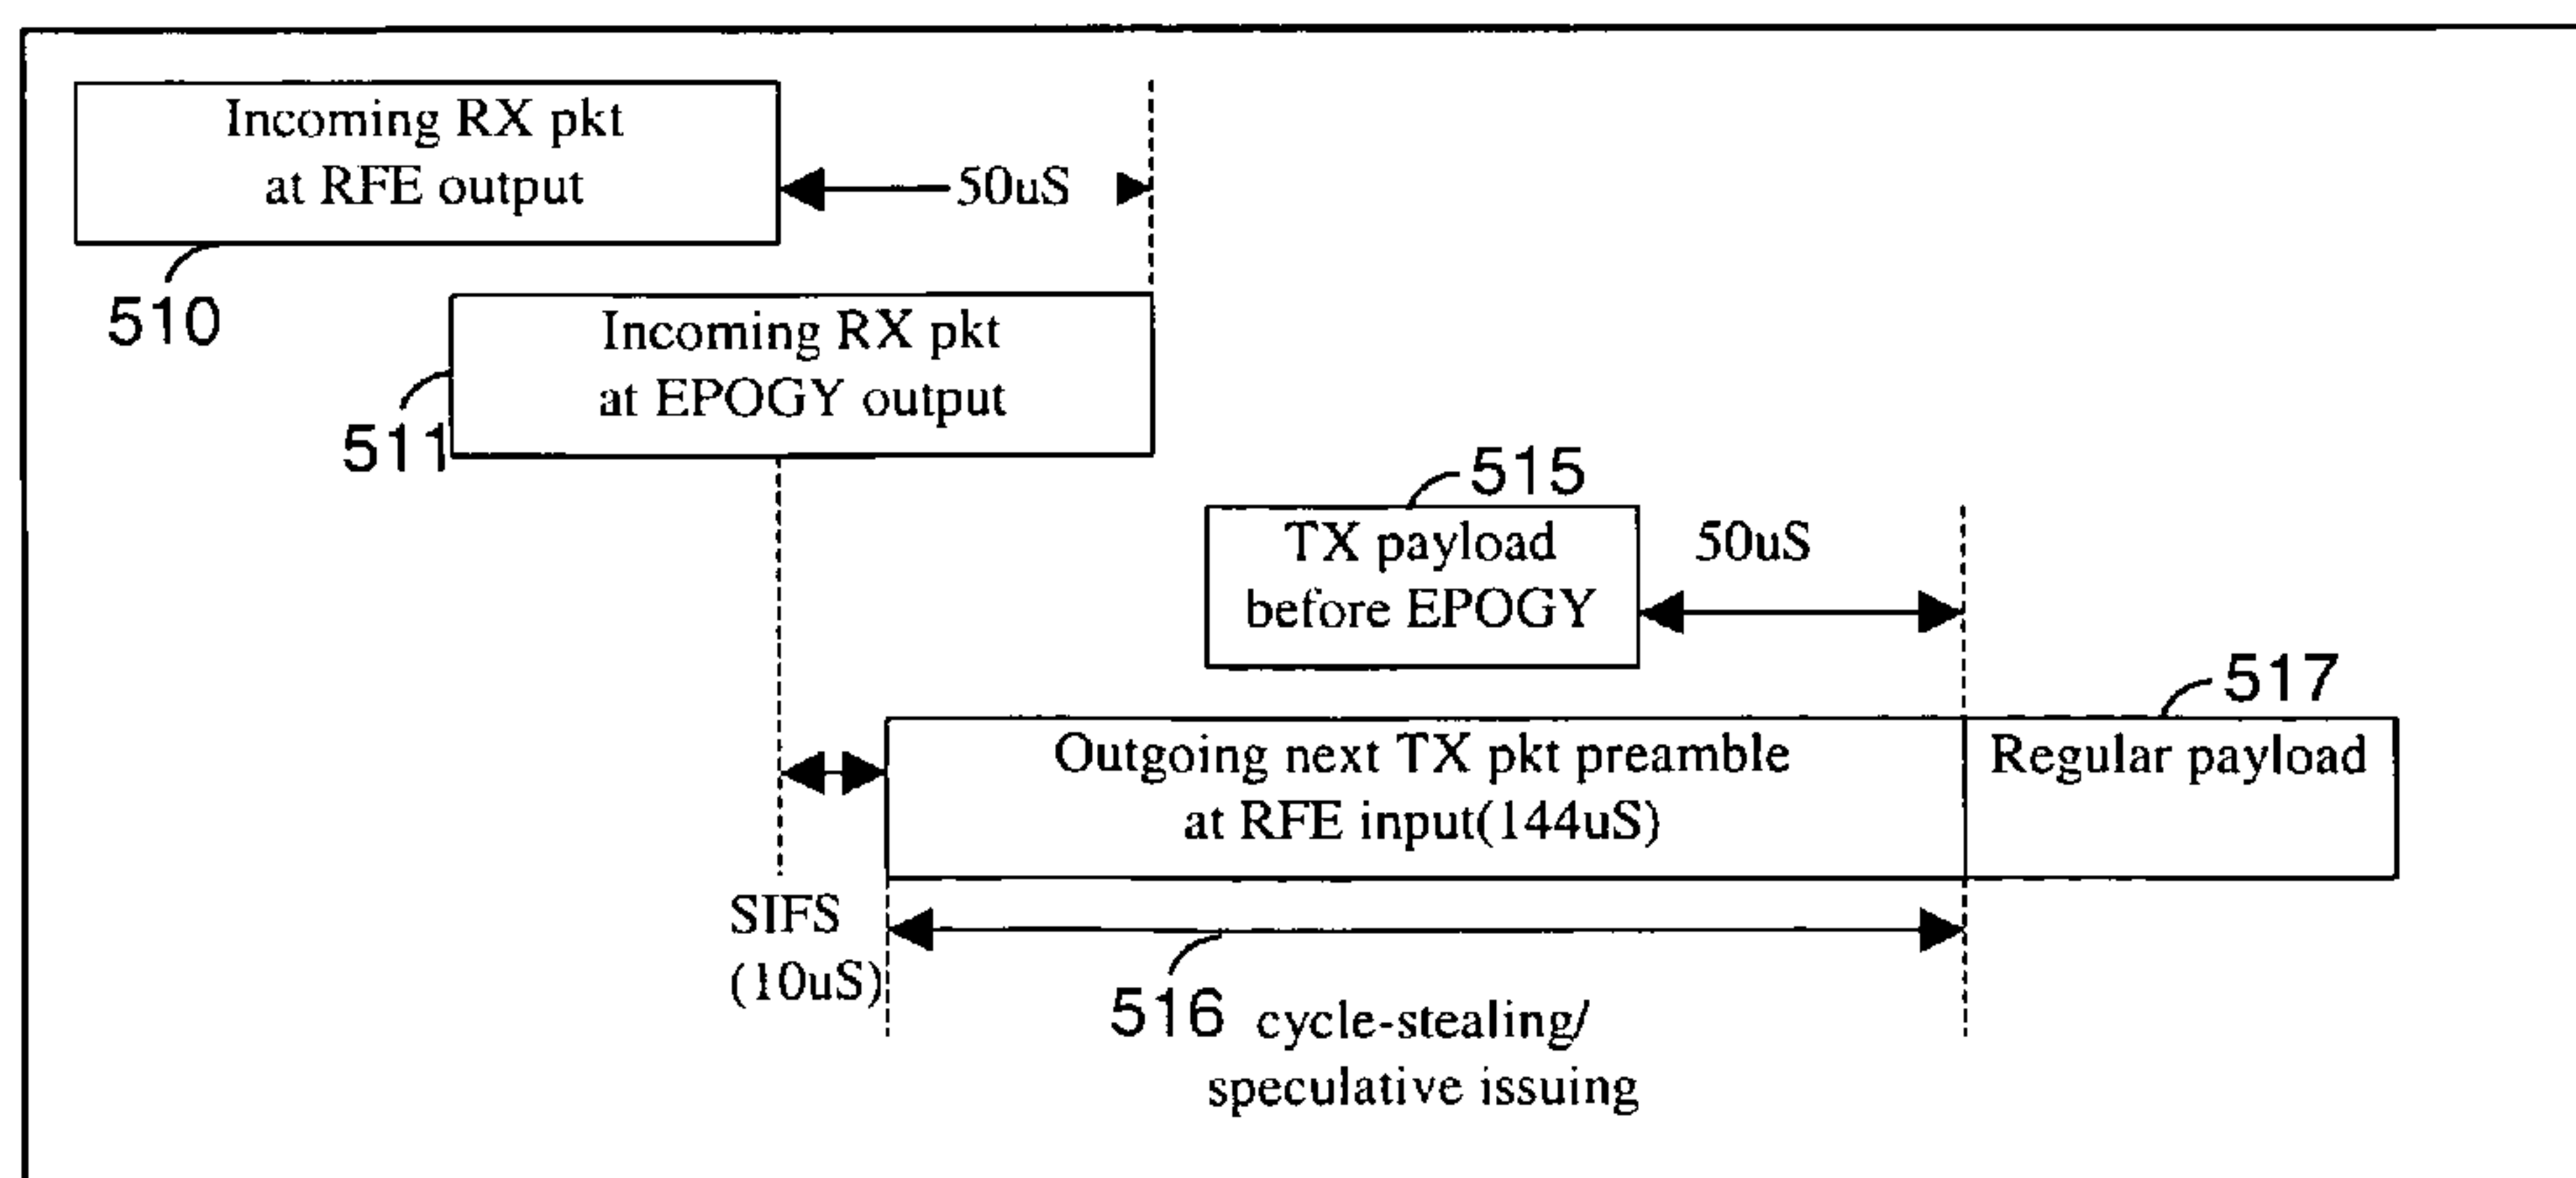 Incoming RX pkt
at RFE output
50uS
510
Incoming RX pkt
at EPOGY output
511
515
TX payload
before EPOGY
50uS
517
Outgoing next TX pkt preamble
at RFE input(144uS)
Regular payload
SIFS
(10uS)
516 cycle-stealing/
speculative issuing